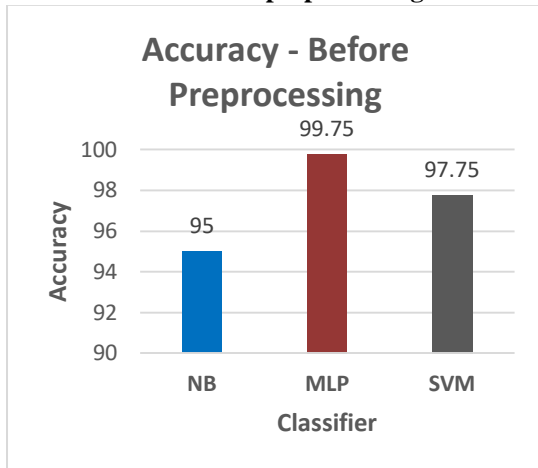 preprocessing
Accuracy - Before
Preprocessing
99.75
97.75
95
100
98
96
94
92
90
Accuracy
NB MLP SVM
Classifier